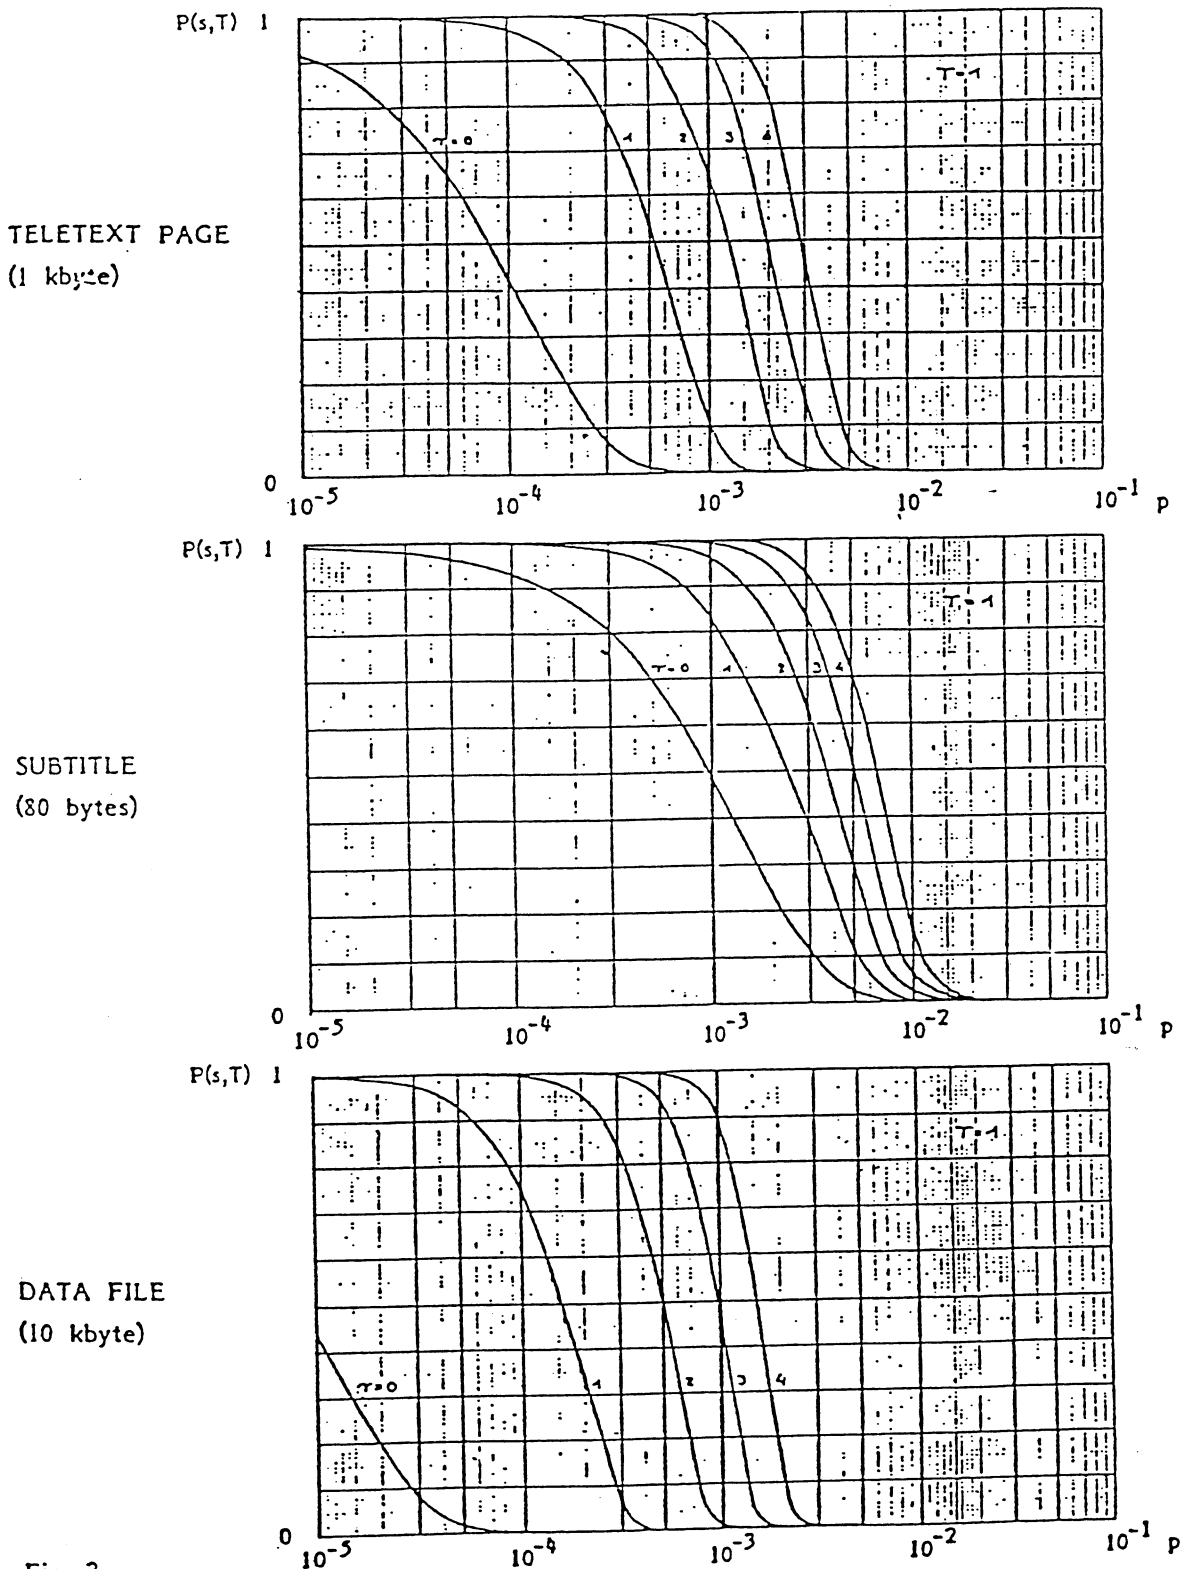 P(s,T) 1
T=1
T=0 1 2 3 4
TELETEXT PAGE
(1 kbyte)
0
10^-5 10^-4 10^-3 10^-2 10^-1 p
P(s,T) 1
T=1
T=0 1 2 3 4
SUBTITLE
(80 bytes)
0
10^-5 10^-4 10^-3 10^-2 10^-1 p
P(s,T) 1
T=1
DATA FILE
(10 kbyte)
T=0 1 2 3 4
0
10^-5 10^-4 10^-3 10^-2 10^-1 p